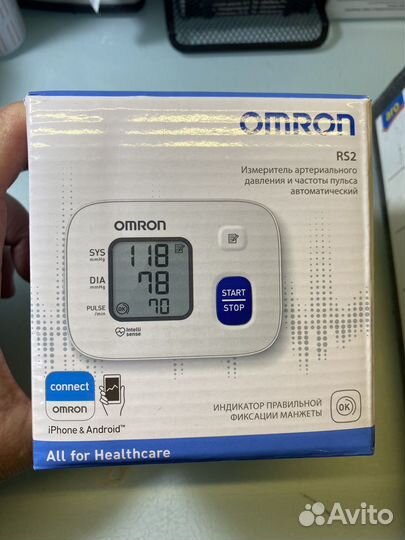 OMRON
RS2
Измеритель артериального
давления и частоты пульса
автоматический
OMRON
SYS
mmHg
118
DIA
mmHg
78
PULSE
/min
OK
70
Intelli
sense
START
STOP
connect
OMRON
iPhone & Android™
ИНДИКАТОР ПРАВИЛЬНОЙ
ФИКСАЦИИ МАНЖЕТЫ
OK
All for Healthcare
Avito